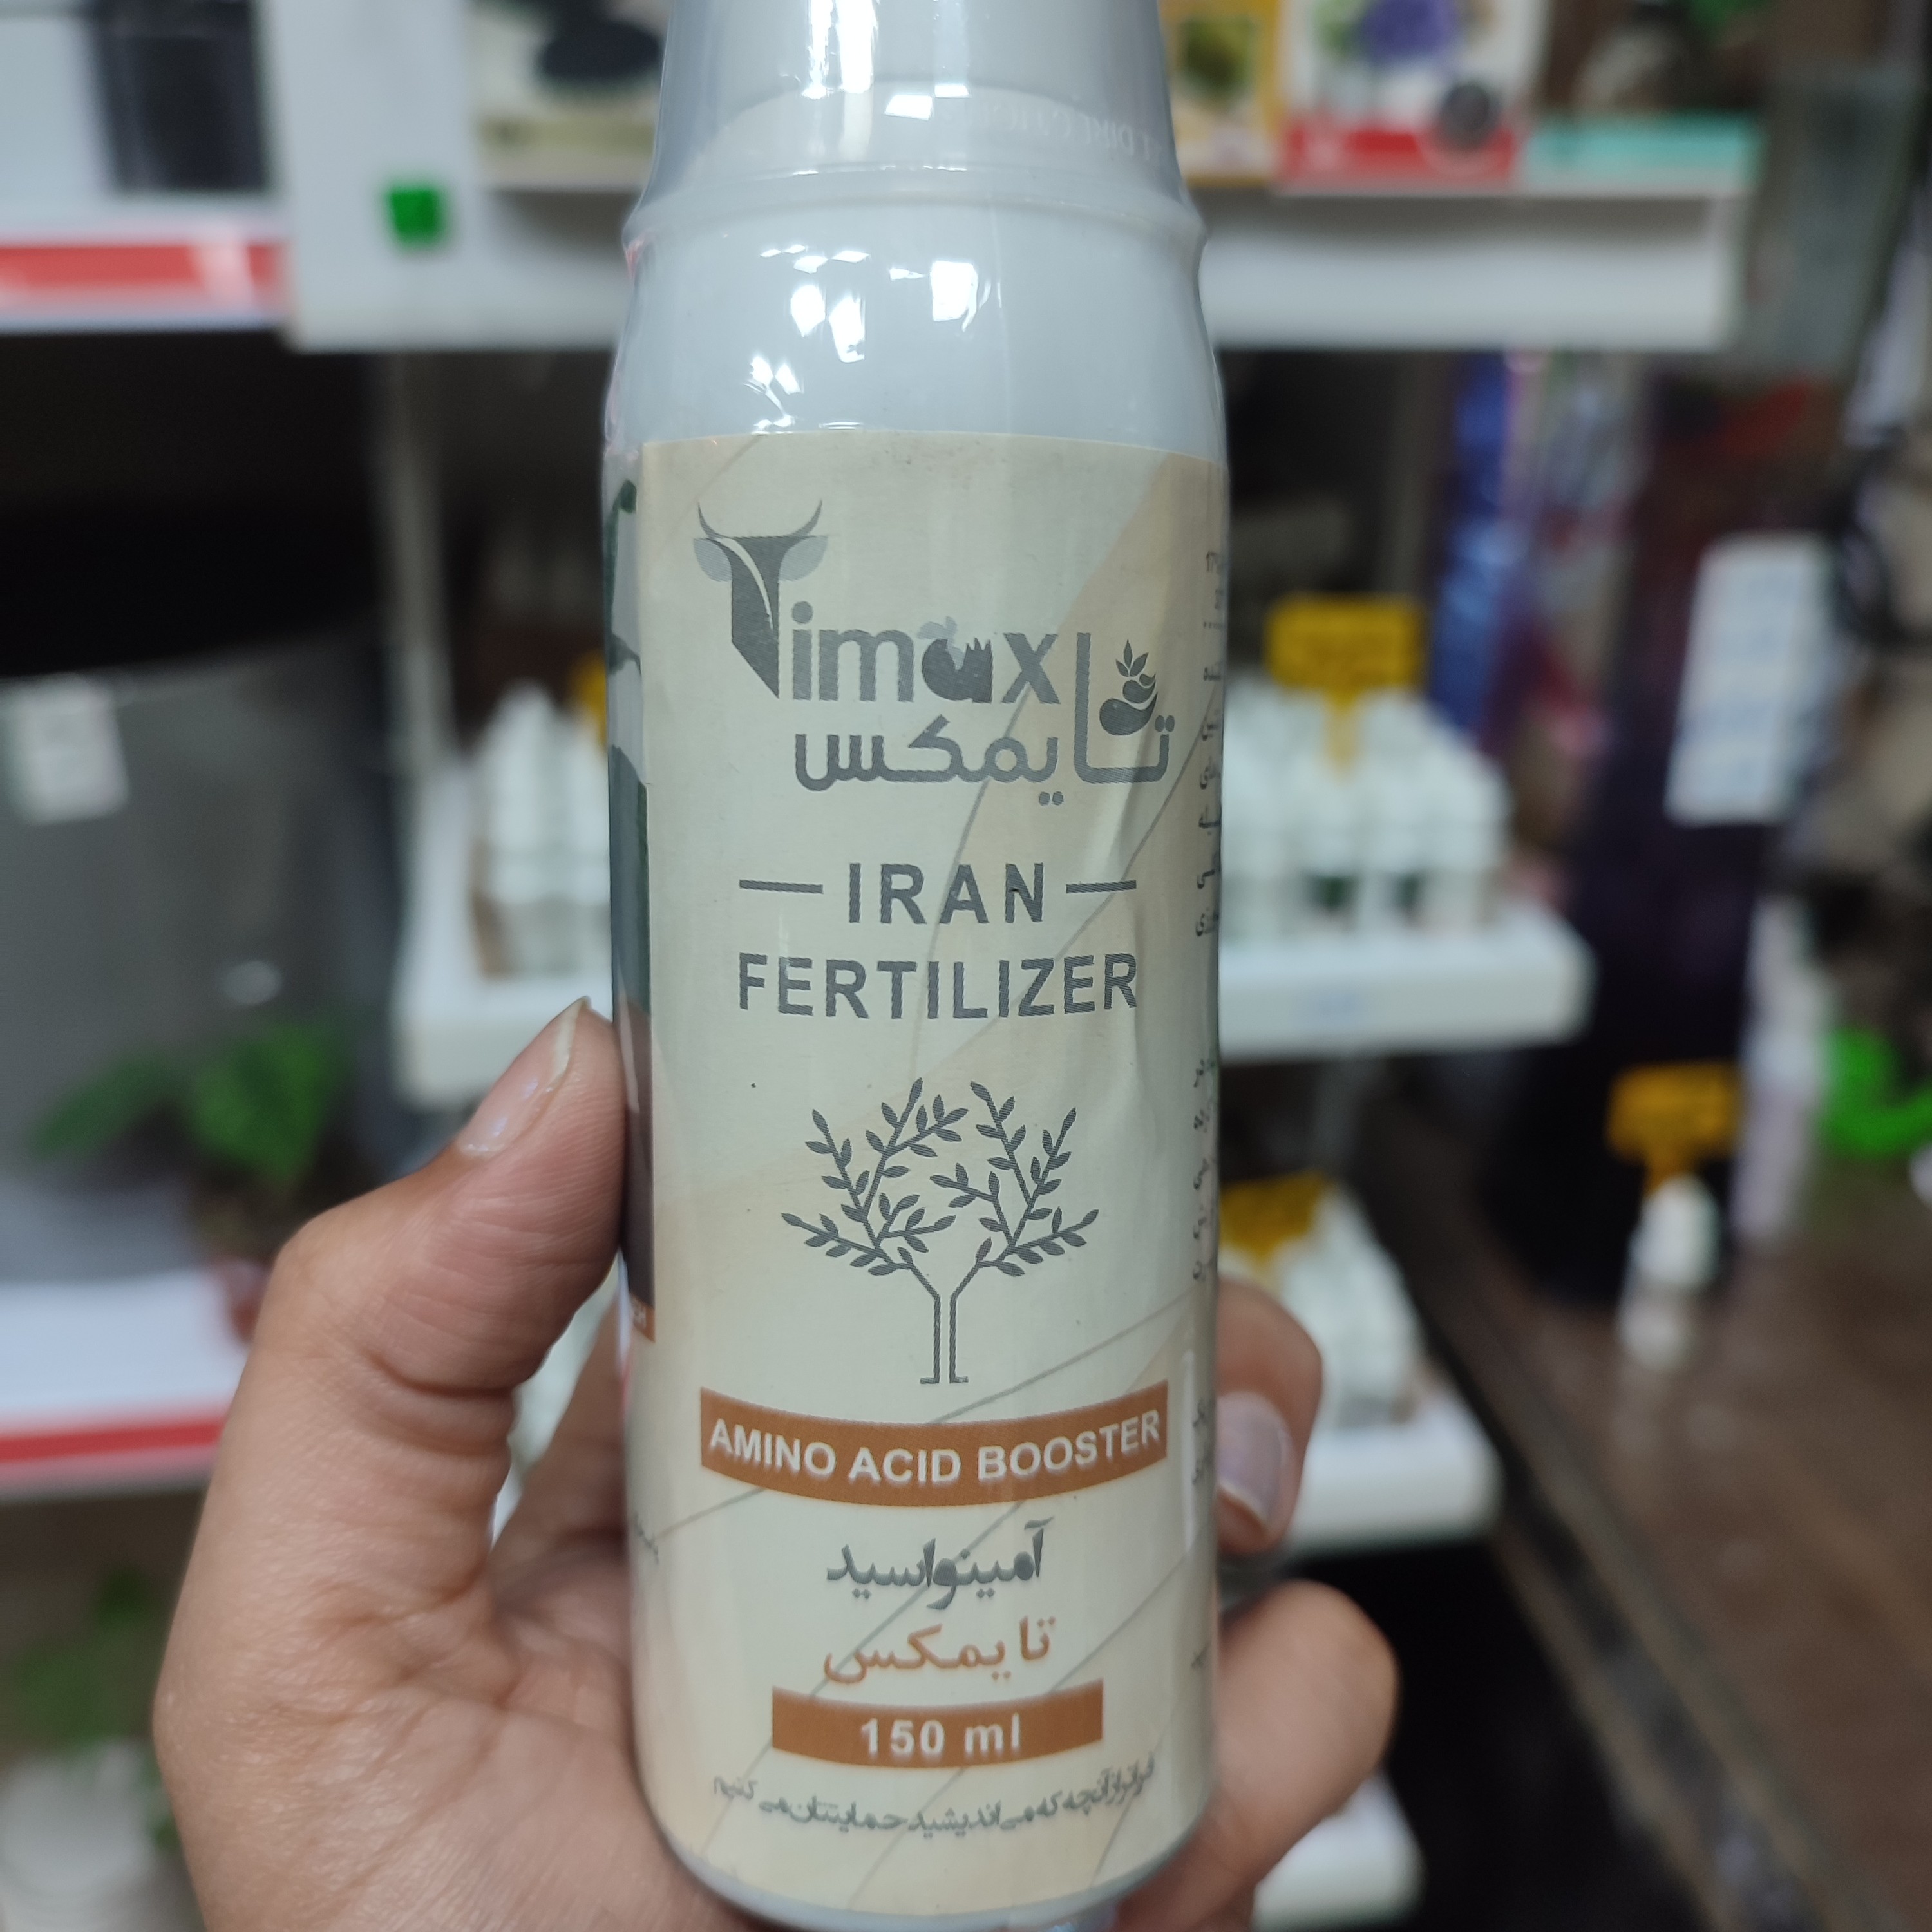 Timax
تایمکس
IRAN
FERTILIZER
AMINO ACID BOOSTER
آمینواسید
تایمکس
150 ml
فراتر از آنچه که می‌اندیشید حمایتتان می‌کنیم